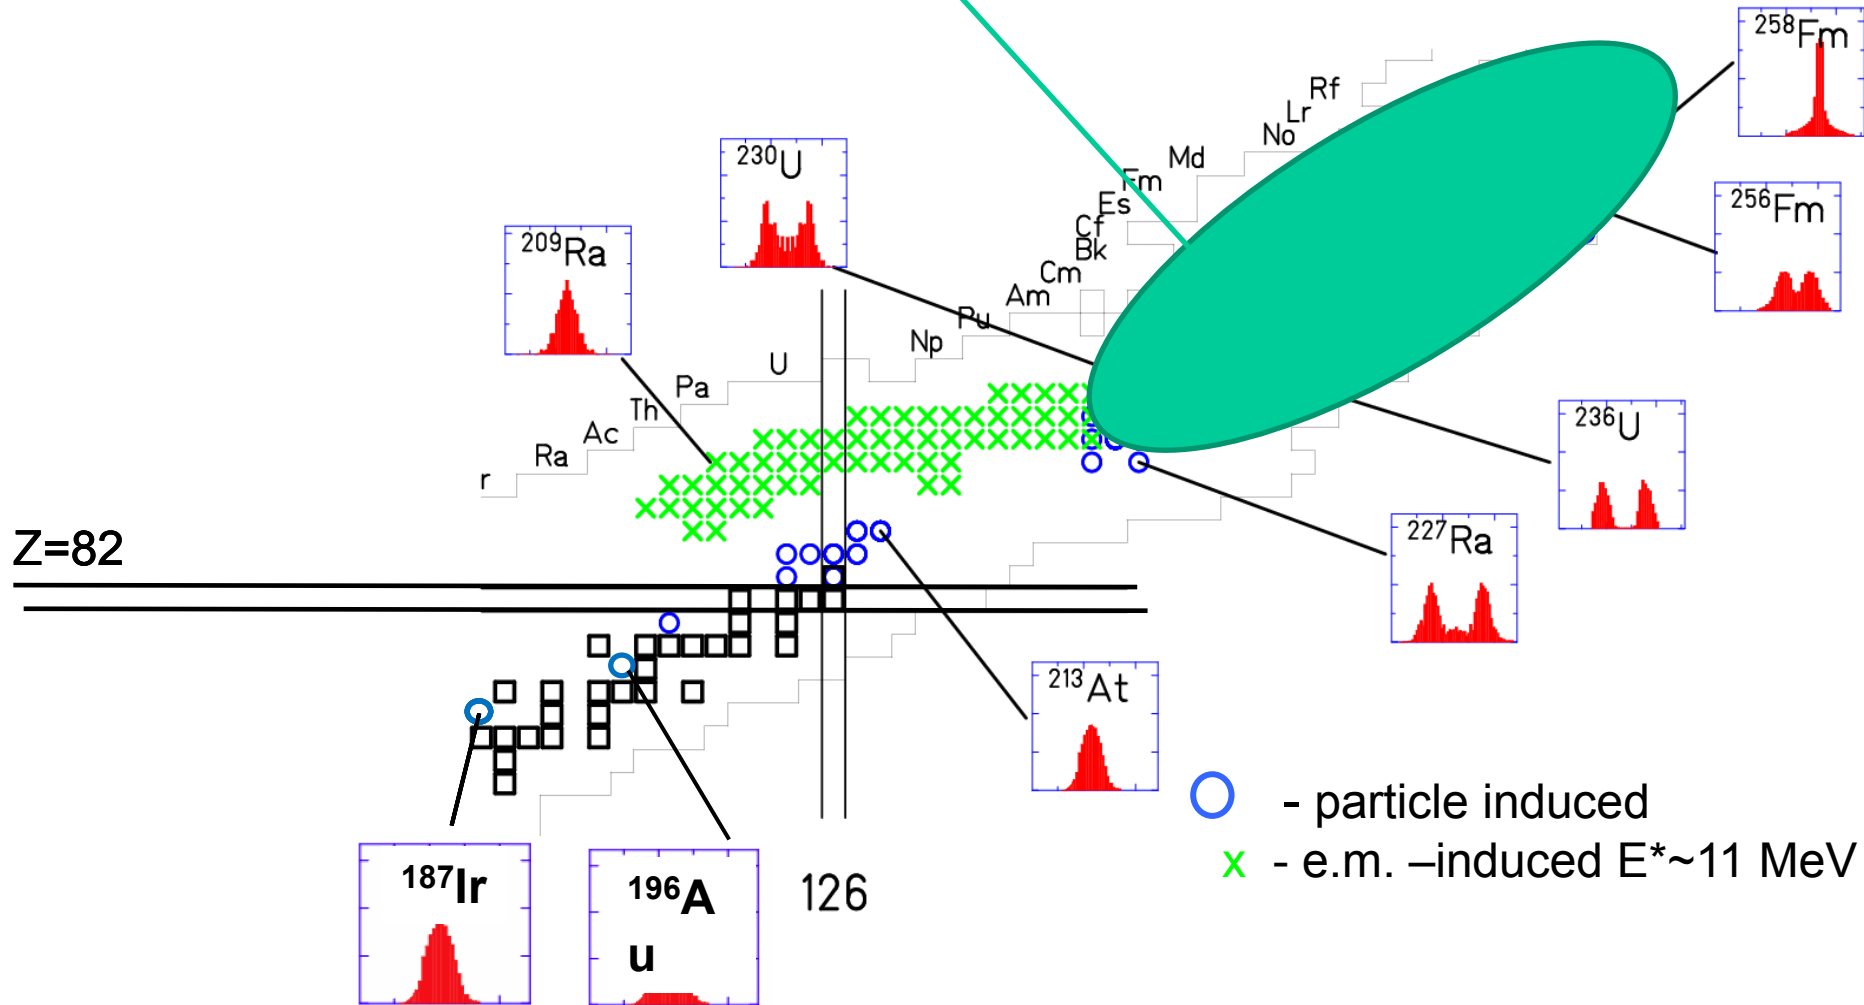 ²⁵⁸Fm
Rf
Lr
No
Md
²³⁰U
Fm
²⁵⁶Fm
Es
Cf
²⁰⁹Ra
Bk
Cm
Am
Pu
Np
U
Pa
Th
²³⁶U
Ac
Ra
r
²²⁷Ra
Z=82
²¹³At
- particle induced
x - e.m. –induced E*~11 MeV
¹⁸⁷Ir
¹⁹⁶A
u
126